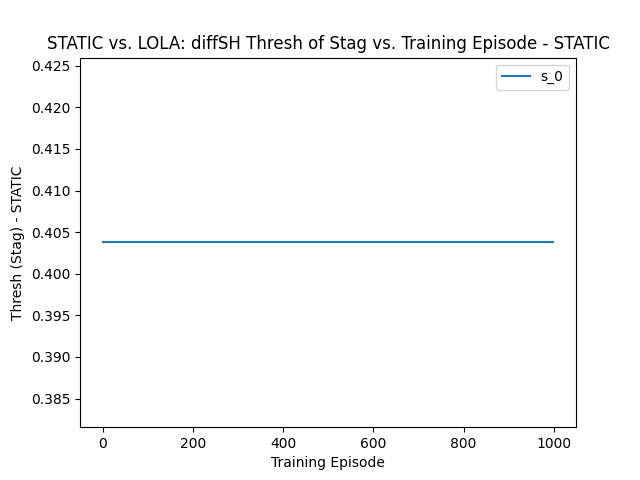 STATIC vs. LOLA: diffSH Thresh of Stag vs. Training Episode - STATIC
s_0
0.425
0.420
0.415
0.410
0.405
0.400
0.395
0.390
0.385
Thresh (Stag) - STATIC
0 200 400 600 800 1000
Training Episode